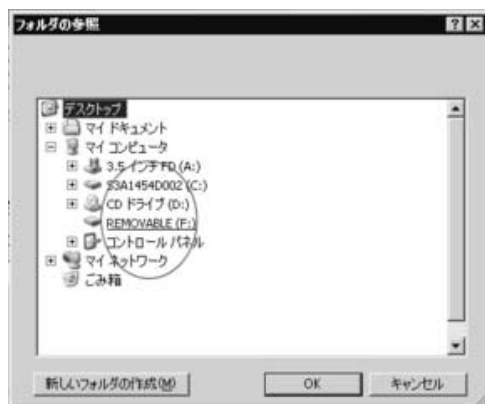 フォルダの参照
デスクトップ
マイ ドキュメント
マイ コンピュータ
3.5 インチ FD (A:)
S3A1454D002 (C:)
CD ドライブ (D:)
REMOVABLE (F:)
コントロール パネル
マイ ネットワーク
ごみ箱
新しいフォルダの作成(M)
OK
キャンセル